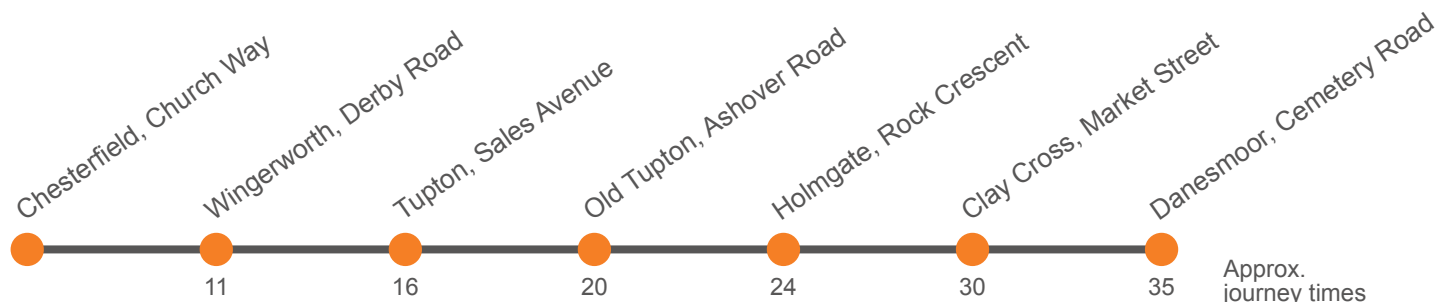 Chesterfield, Church Way
Wingerworth, Derby Road
Tupton, Sales Avenue
Old Tupton, Ashover Road
Holmgate, Rock Crescent
Clay Cross, Market Street
Danesmoor, Cemetery Road
11
16
20
24
30
35
Approx.
journey times